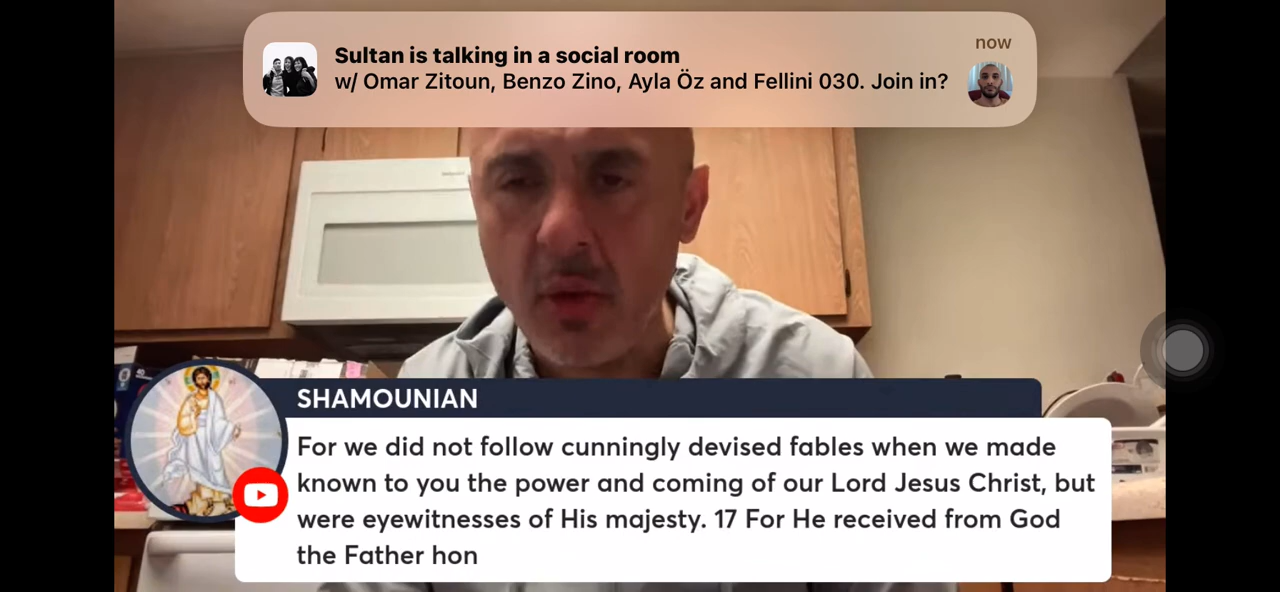 Sultan is talking in a social room
now
w/ Omar Zitoun, Benzo Zino, Ayla Öz and Fellini 030. Join in?
SHAMOUNIAN
For we did not follow cunningly devised fables when we made
known to you the power and coming of our Lord Jesus Christ, but
were eyewitnesses of His majesty. 17 For He received from God
the Father hon